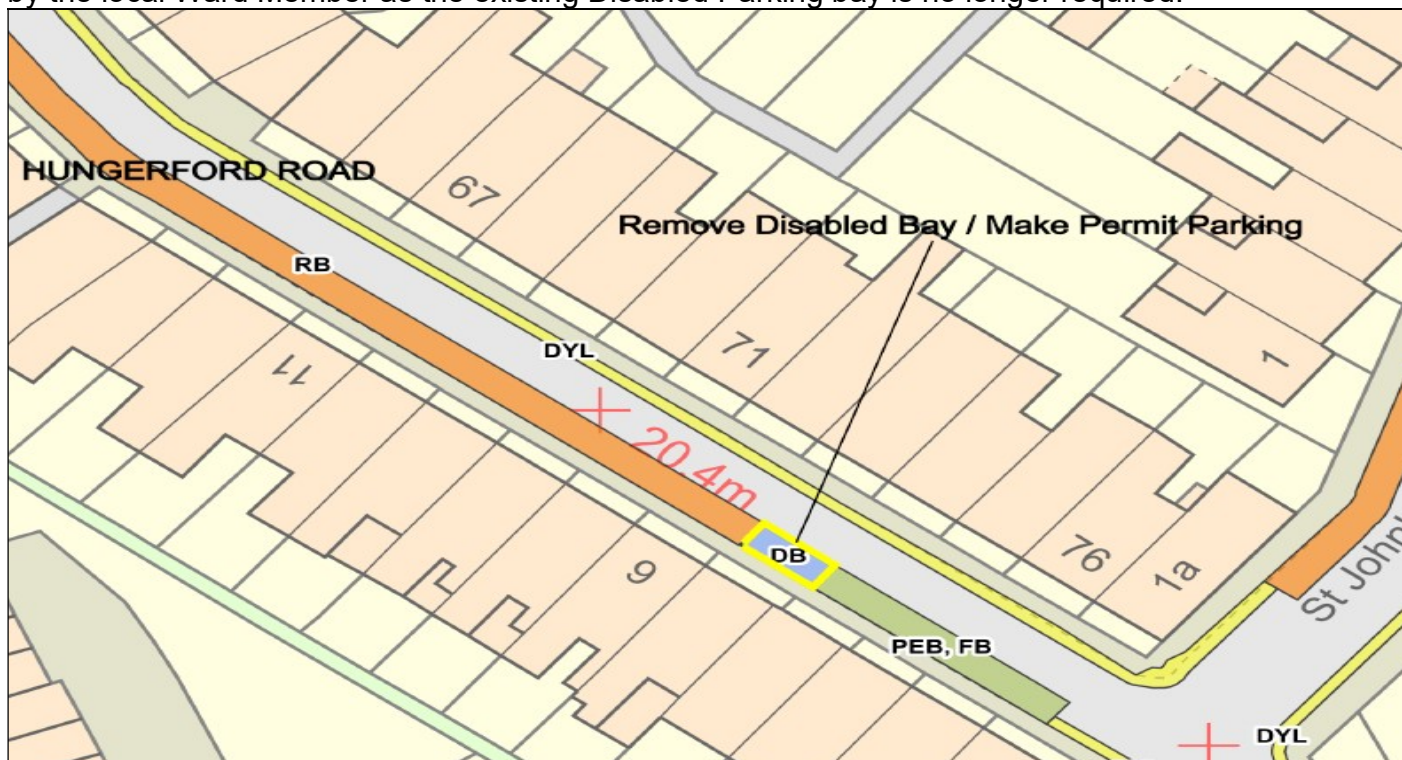 by the local Ward Member as the existing Disabled Parking bay is no longer required.
HUNGERFORD ROAD
67
Remove Disabled Bay / Make Permit Parking
RB
DYL
71
1
11
20.4m
DB
76
1a
9
St John
PEB, FB
DYL